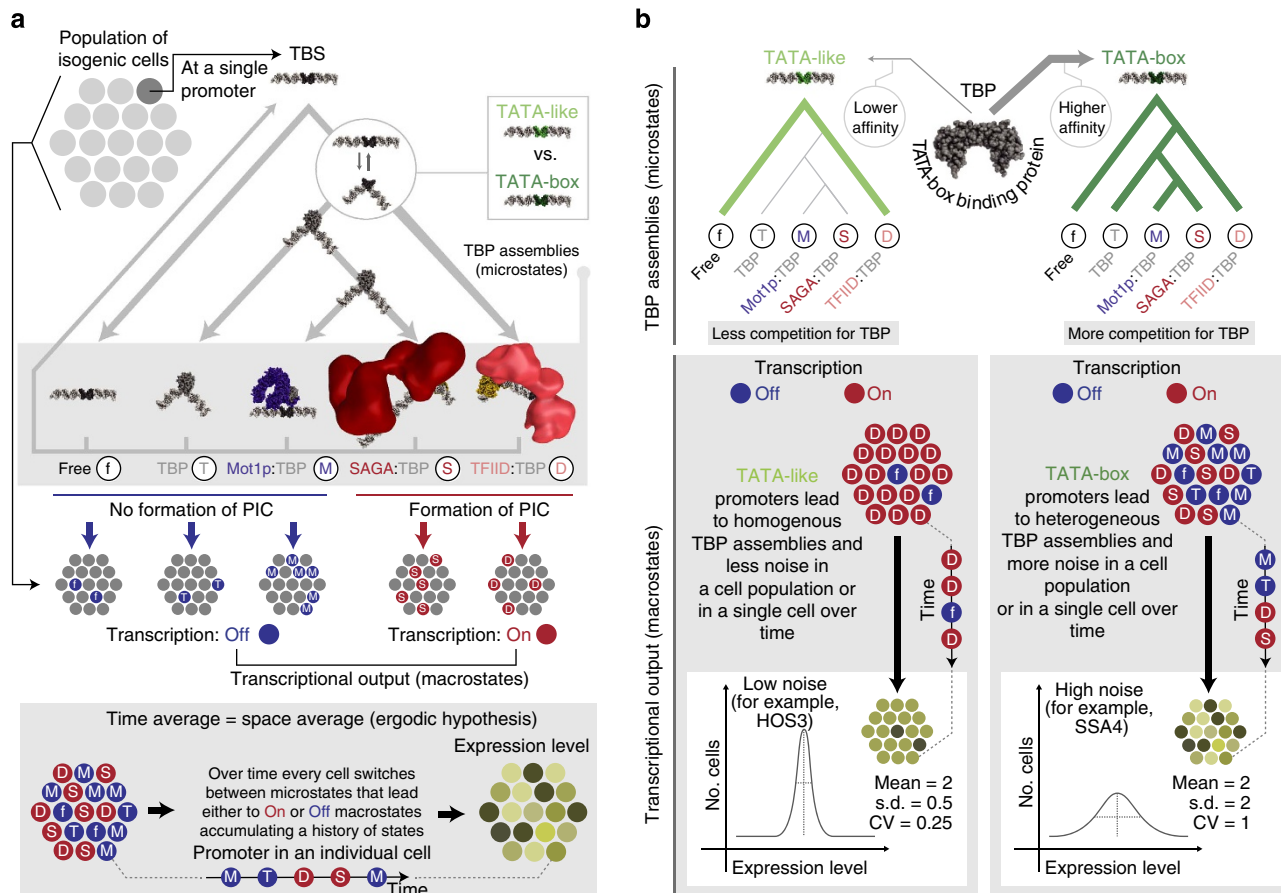 a
Population of
isogenic cells
At a single
promoter
TBS
TATA-like
vs.
TATA-box
TBP assemblies
(microstates)
Free f
TBP T
Mot1p:TBP M
SAGA:TBP S
TFIID:TBP D
No formation of PIC
Formation of PIC
f
f
T
T
M
M M M
M
M
S
S
S S
S
S
D
D
D D
D
Transcription: Off
Transcription: On
Transcriptional output (macrostates)
Time average = space average (ergodic hypothesis)
D M S
M S M M
D f S D T
S T f M
D S M
Over time every cell switches
between microstates that lead
either to On or Off macrostates
accumulating a history of states
Promoter in an individual cell
M T D S M
Time
Expression level
b
TBP assemblies (microstates)
TATA-like
Lower
affinity
TBP
TATA-box binding protein
Higher
affinity
TATA-box
f T M S D
Free
TBP
Mot1p:TBP
SAGA:TBP
TFIID:TBP
Less competition for TBP
f T M S D
Free
TBP
Mot1p:TBP
SAGA:TBP
TFIID:TBP
More competition for TBP
Transcriptional output (macrostates)
Transcription
Off On
TATA-like
promoters lead
to homogenous
TBP assemblies and
less noise in
a cell population or
in a single cell over
time
D D D
D D D D
D D f D D
D D D f
D D D
D
D
f
D
Time
Low noise
(for example,
HOS3)
No. cells
Expression level
Mean = 2
s.d. = 0.5
CV = 0.25
Transcription
Off On
TATA-box
promoters lead
to heterogeneous
TBP assemblies and
more noise in a cell
population
or in a single cell over
time
D M S
M S M M
D f S D T
S T f M
D S M
M
T
D
S
Time
High noise
(for example,
SSA4)
No. cells
Expression level
Mean = 2
s.d. = 2
CV = 1